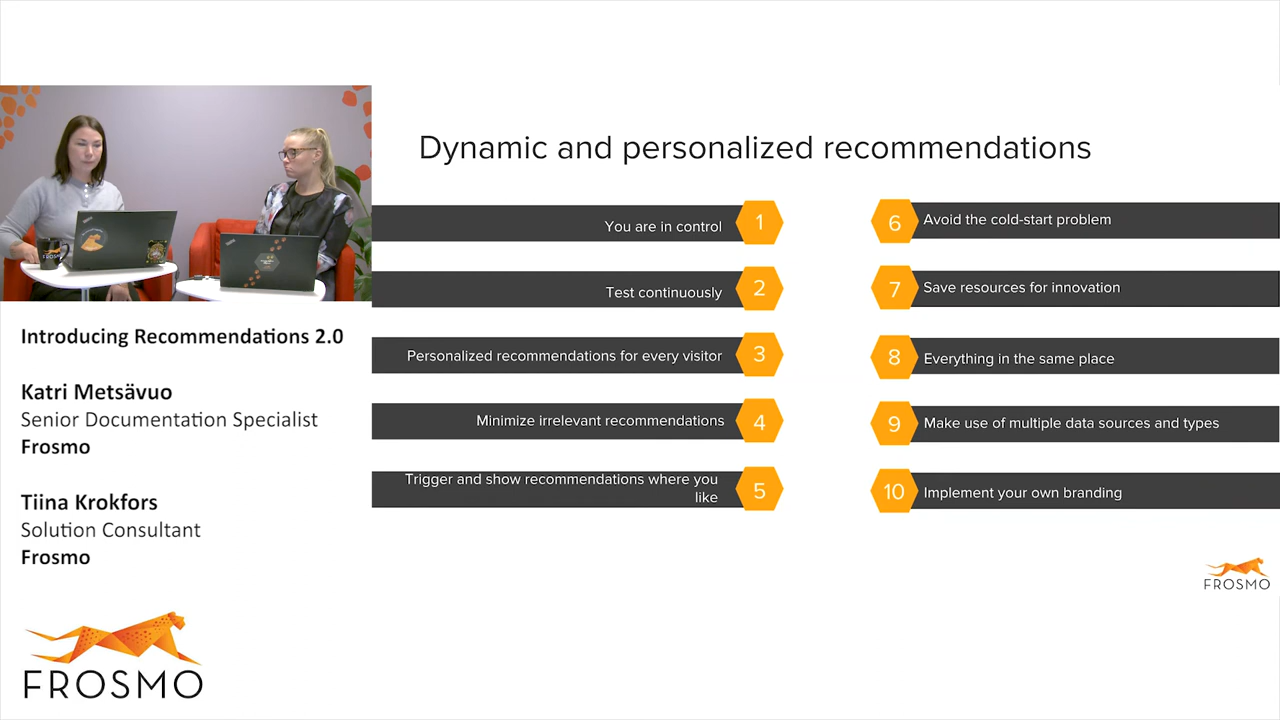 Dynamic and personalized recommendations
You are in control
1
Test continuously
2
Personalized recommendations for every visitor
3
Minimize irrelevant recommendations
4
Trigger and show recommendations where you
like
5
6
Avoid the cold-start problem
7
Save resources for innovation
8
Everything in the same place
9
Make use of multiple data sources and types
10
Implement your own branding
FROSMO
Introducing Recommendations 2.0
Katri Metsävuo
Senior Documentation Specialist
Frosmo
Tiina Krokfors
Solution Consultant
Frosmo
FROSMO